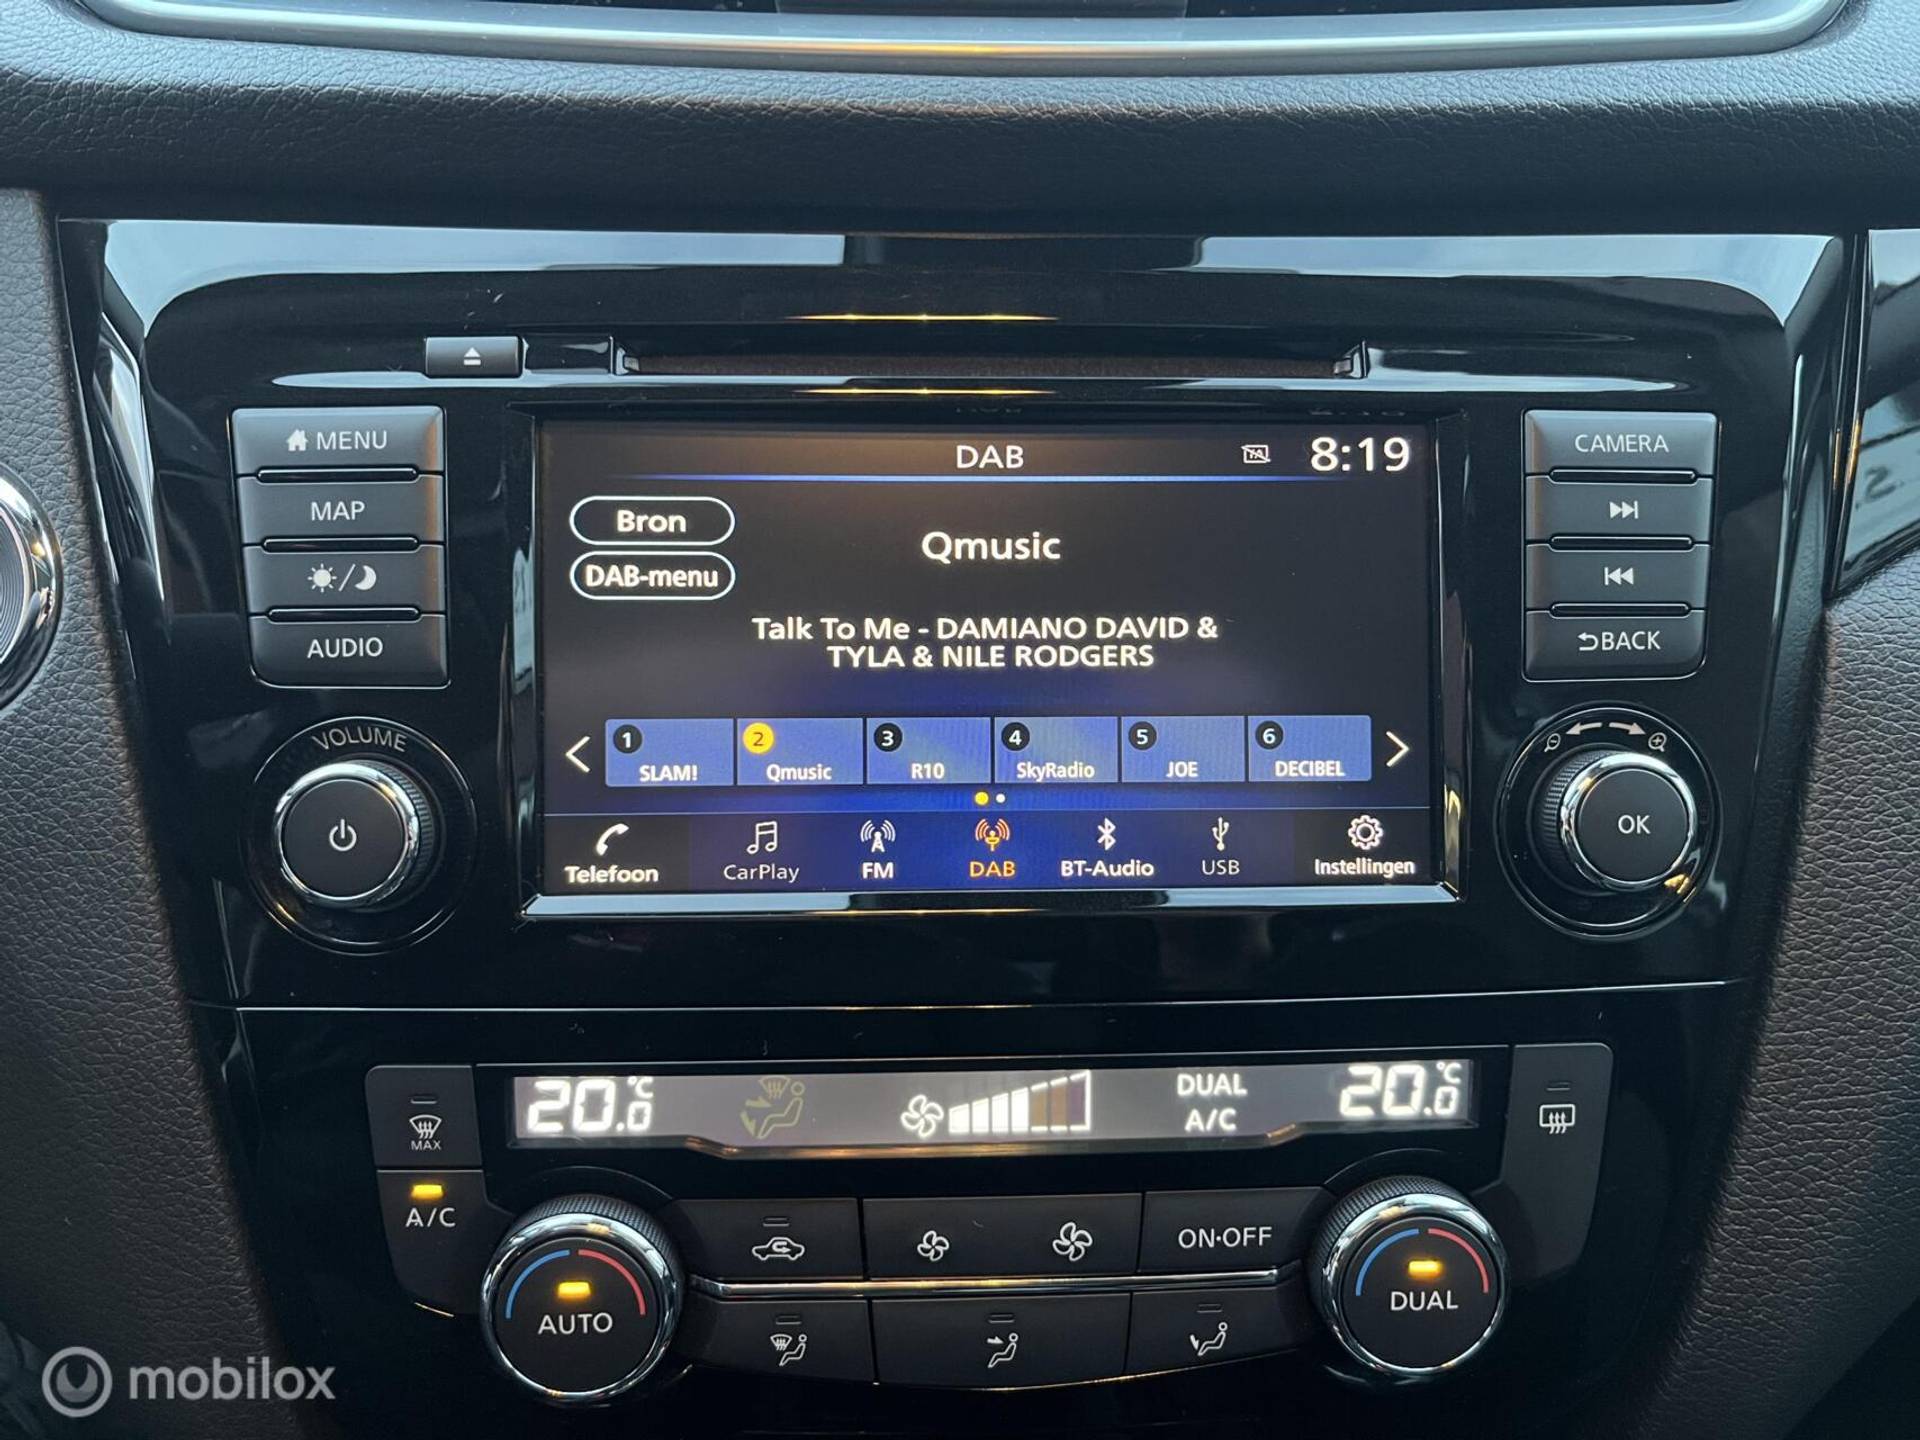 MENU
MAP
AUDIO
VOLUME
DAB
TA
8:19
Bron
DAB-menu
Qmusic
Talk To Me - DAMIANO DAVID &
TYLA & NILE RODGERS
1 SLAM!
2 Qmusic
3 R10
4 SkyRadio
5 JOE
6 DECIBEL
Telefoon
CarPlay
FM
DAB
BT-Audio
USB
Instellingen
CAMERA
BACK
OK
20.0 °C
DUAL
A/C
20.0 °C
MAX
A/C
AUTO
ON·OFF
DUAL
mobilox